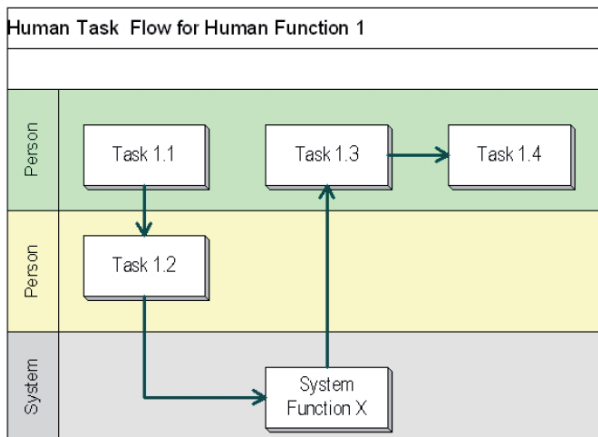 Human Task Flow for Human Function 1
Person
Task 1.1
Task 1.3
Task 1.4
Person
Task 1.2
System
System
Function X